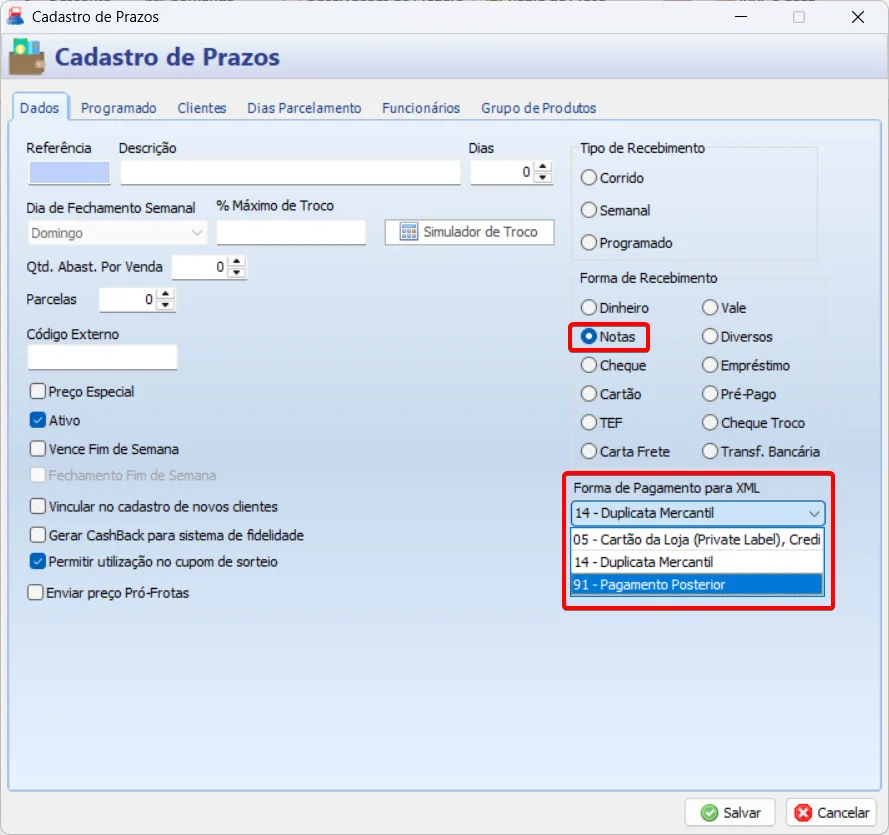 Cadastro de Prazos
Cadastro de Prazos
Dados Programado Clientes Dias Parcelamento Funcionários Grupo de Produtos
Referência Descrição Dias
0
Dia de Fechamento Semanal % Máximo de Troco
Domingo Simulador de Troco
Qtd. Abast. Por Venda 0
Parcelas 0
Código Externo
Preço Especial
Ativo
Vence Fim de Semana
Fechamento Fim de Semana
Vincular no cadastro de novos clientes
Gerar CashBack para sistema de fidelidade
Permitir utilização no cupom de sorteio
Enviar preço Pró-Frotas
Tipo de Recebimento
Corrido
Semanal
Programado
Forma de Recebimento
Dinheiro Vale
Notas Diversos
Cheque Empréstimo
Cartão Pré-Pago
TEF Cheque Troco
Carta Frete Transf. Bancária
Forma de Pagamento para XML
14 - Duplicata Mercantil
05 - Cartão da Loja (Private Label), Credi
14 - Duplicata Mercantil
91 - Pagamento Posterior
Salvar Cancelar